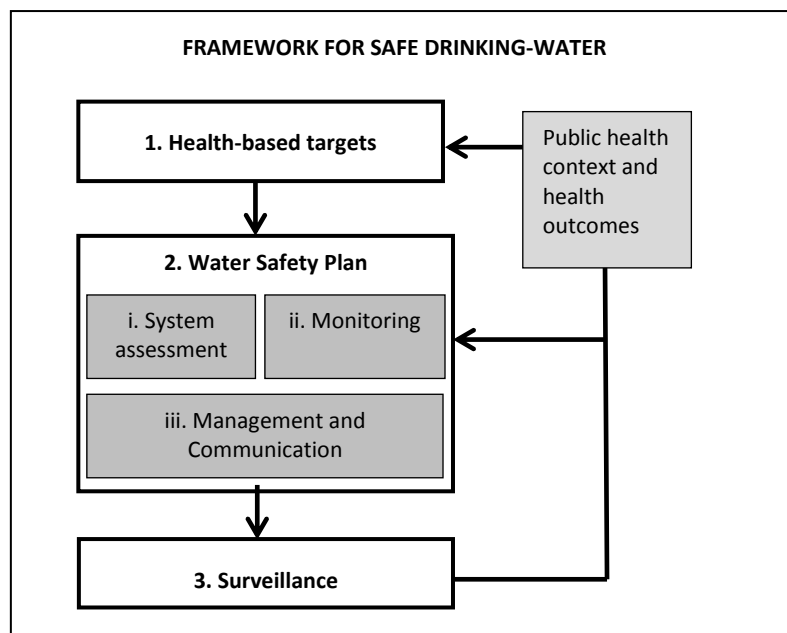 FRAMEWORK FOR SAFE DRINKING-WATER
1. Health-based targets
Public health
context and
health
outcomes
2. Water Safety Plan
i. System
assessment
ii. Monitoring
iii. Management and
Communication
3. Surveillance